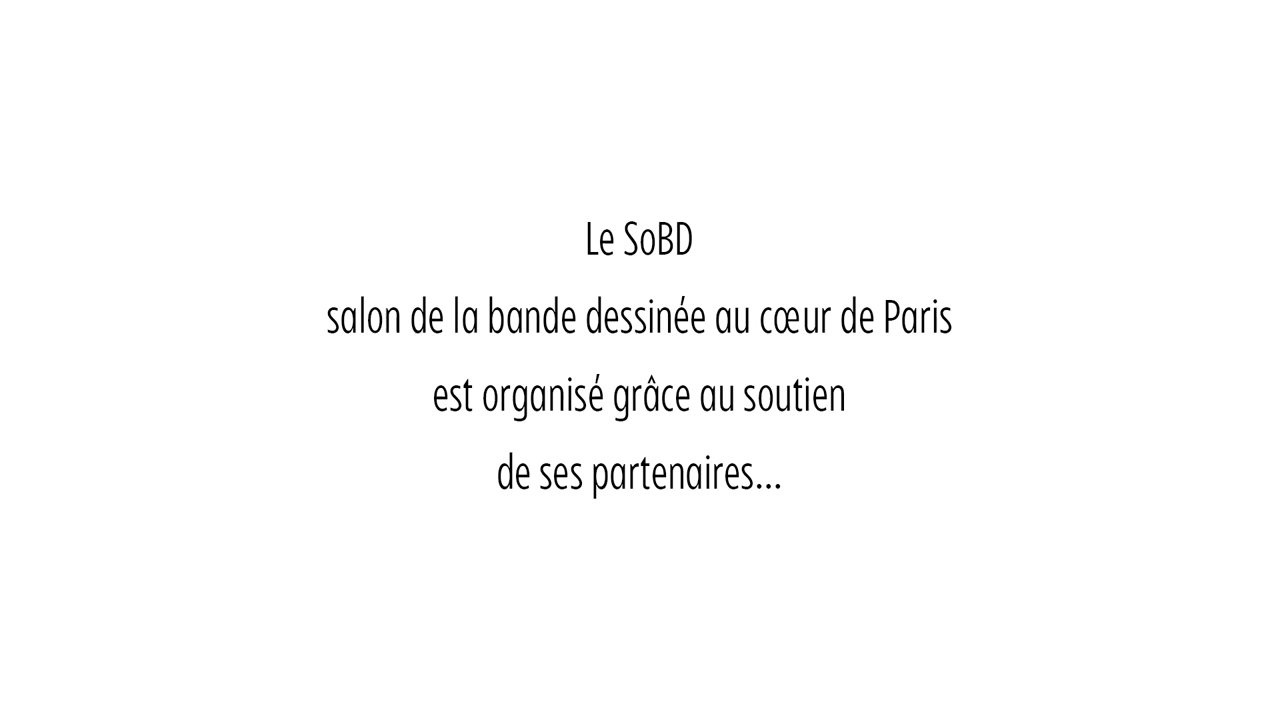 Le SoBD
salon de la bande dessinée au cœur de Paris
est organisé grâce au soutien
de ses partenaires...